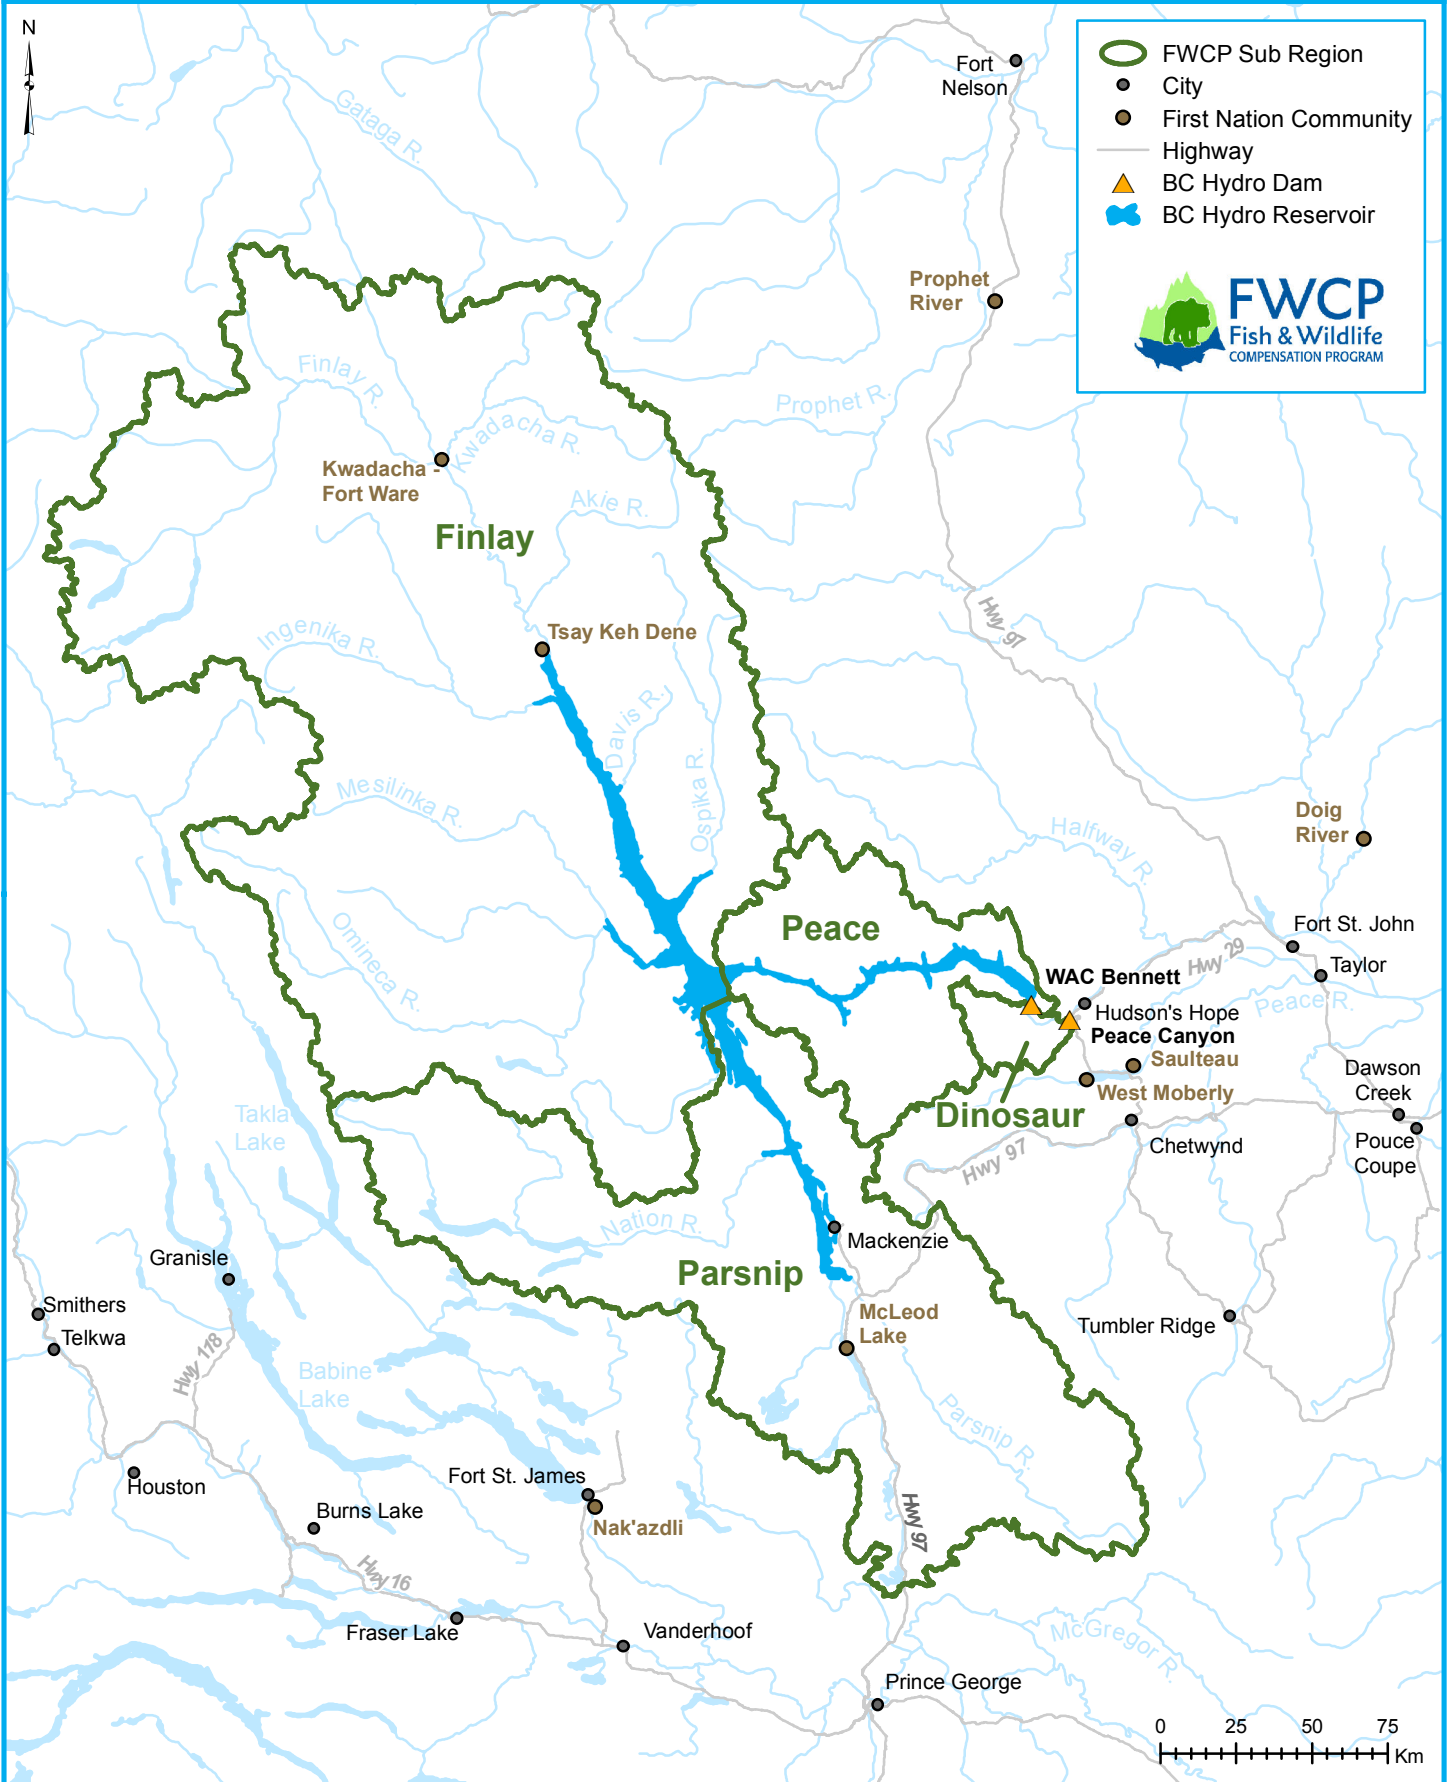 N
FWCP Sub Region
City
First Nation Community
Highway
BC Hydro Dam
BC Hydro Reservoir
FWCP
Fish & Wildlife
COMPENSATION PROGRAM
Fort
Nelson
Gataga R.
Prophet
River
Finlay R.
Prophet R.
Kwadacha R.
Kwadacha -
Fort Ware
Akie R.
Finlay
Hwy 97
Tsay Keh Dene
Ingenika R.
Davis R.
Ospika R.
Mesilinka R.
Doig
River
Halfway R.
Omineca R.
Peace
Fort St. John
Hwy 29
Taylor
WAC Bennett
Peace R.
Hudson's Hope
Peace Canyon
Saulteau
Dawson
Creek
West Moberly
Takla
Lake
Dinosaur
Chetwynd
Pouce
Coupe
Hwy 97
Nation R.
Mackenzie
Granisle
Parsnip
Smithers
McLeod
Lake
Tumbler Ridge
Telkwa
Hwy 118
Babine
Lake
Parsnip R.
Fort St. James
Houston
Burns Lake
Hwy 97
Nak'azdli
Hwy 16
Fraser Lake
Vanderhoof
McGregor R.
Prince George
0 25 50 75
Km